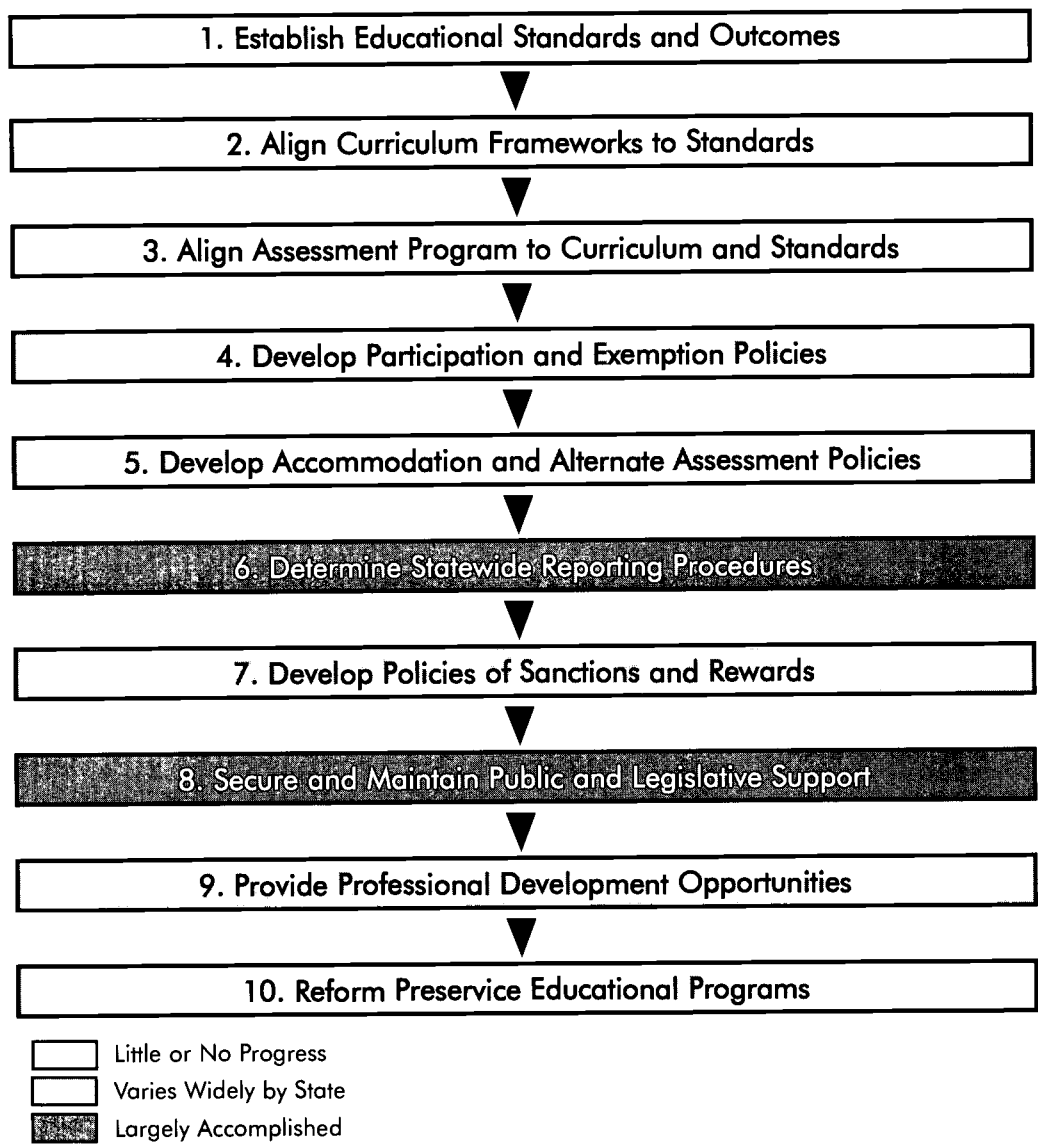 1. Establish Educational Standards and Outcomes
2. Align Curriculum Frameworks to Standards
3. Align Assessment Program to Curriculum and Standards
4. Develop Participation and Exemption Policies
5. Develop Accommodation and Alternate Assessment Policies
6. Determine Statewide Reporting Procedures
7. Develop Policies of Sanctions and Rewards
8. Secure and Maintain Public and Legislative Support
9. Provide Professional Development Opportunities
10. Reform Preservice Educational Programs
Little or No Progress
Varies Widely by State
Largely Accomplished